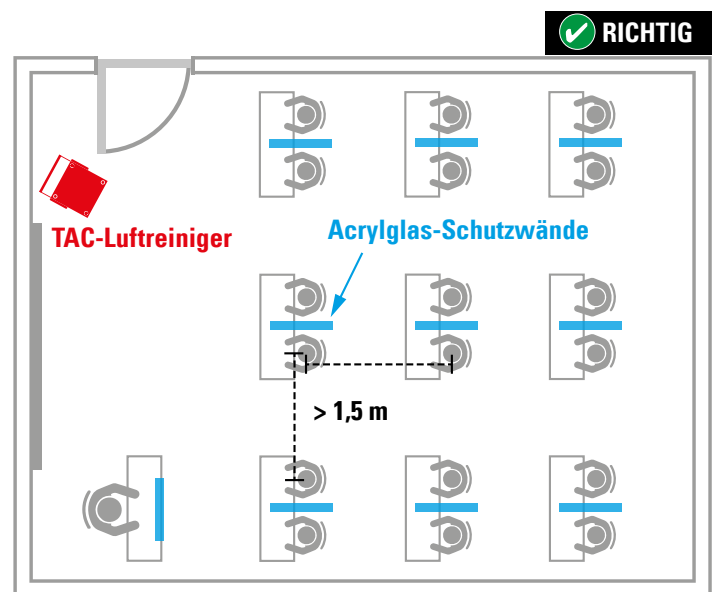 RICHTIG
TAC-Luftreiniger
Acrylglas-Schutzwände
> 1,5 m